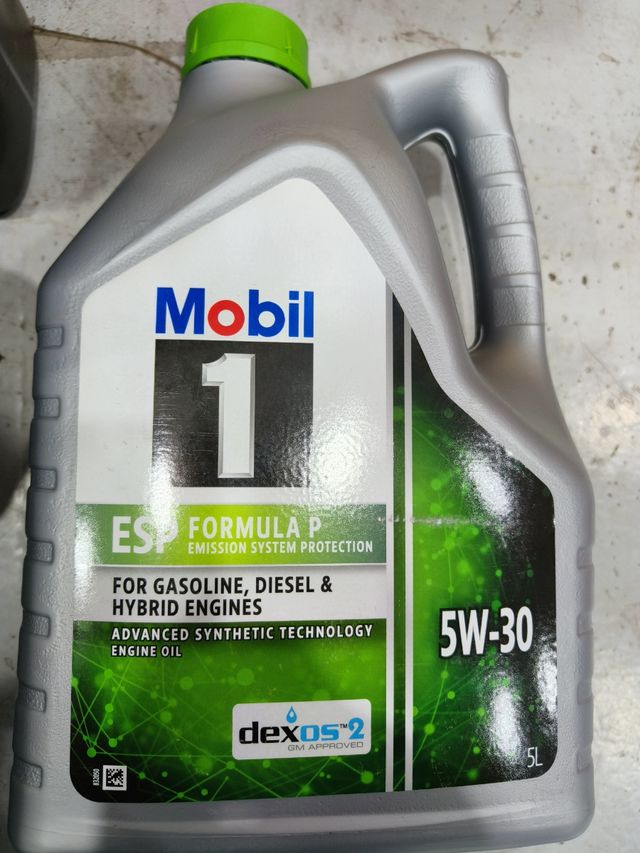 Mobil
1
ESP FORMULA P
EMISSION SYSTEM PROTECTION
FOR GASOLINE, DIESEL &
HYBRID ENGINES
ADVANCED SYNTHETIC TECHNOLOGY
ENGINE OIL
5W-30
dexos™2
GM APPROVED
5L